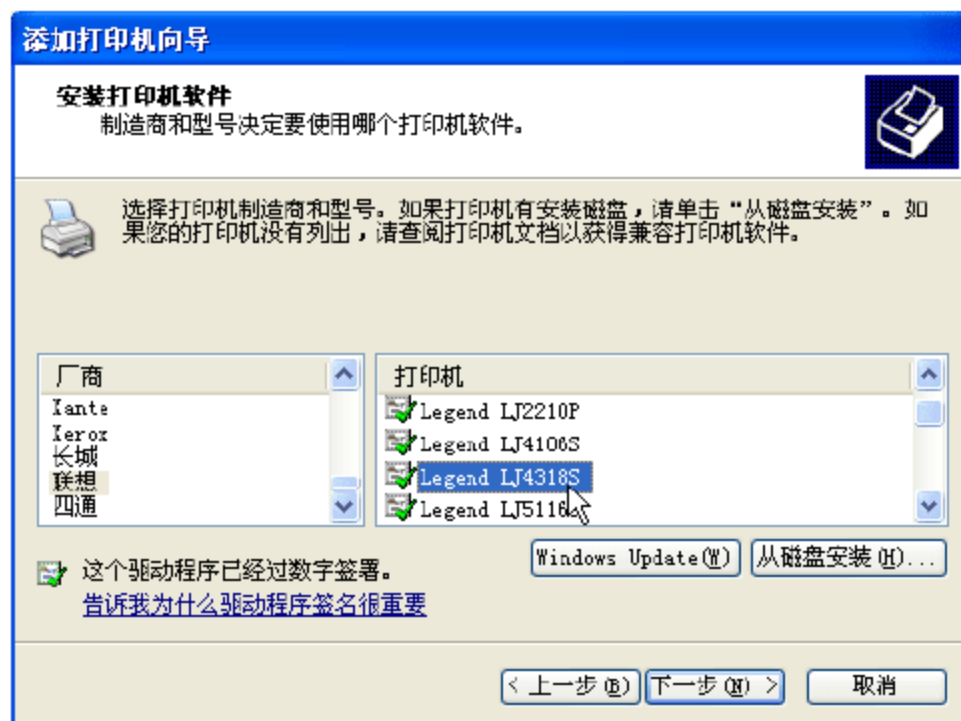 添加打印机向导
安装打印机软件
制造商和型号决定要使用哪个打印机软件。
选择打印机制造商和型号。如果打印机有安装磁盘，请单击“从磁盘安装”。如
果您的打印机没有列出，请查阅打印机文档以获得兼容打印机软件。
厂商
Xante
Xerox
长城
联想
四通
打印机
Legend LJ2210P
Legend LJ4106S
Legend LJ4318S
Legend LJ5116
这个驱动程序已经过数字签署。
告诉我为什么驱动程序签名很重要
Windows Update(W)
从磁盘安装(H)...
< 上一步(B)
下一步(N) >
取消